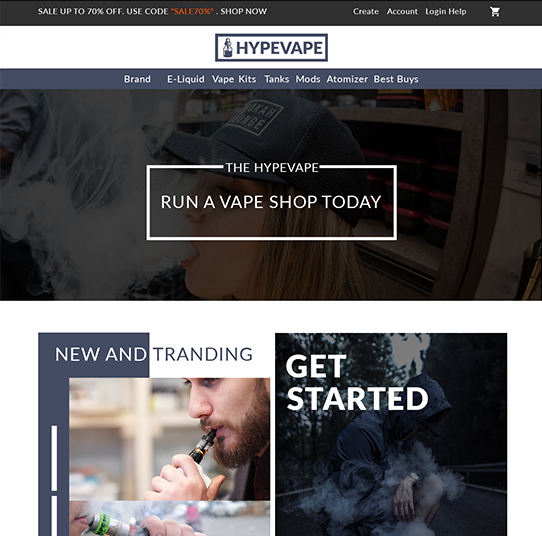 SALE UP TO 70% OFF. USE CODE "SALE70%" . SHOP NOW
Create Account Login Help
HYPEVAPE
Brand E-Liquid Vape Kits Tanks Mods Atomizer Best Buys
THE HYPEVAPE
RUN A VAPE SHOP TODAY
NEW AND TRANDING
GET
STARTED